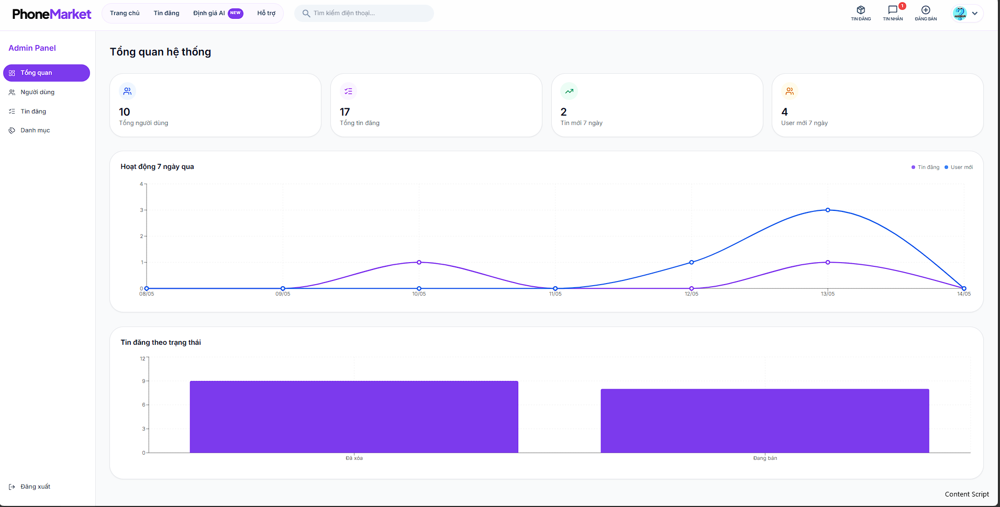 PhoneMarket
Trang chủ
Tin đăng
Định giá AI NEW
Hỗ trợ
Tìm kiếm điện thoại...
TIN ĐĂNG
1
TIN NHẮN
ĐĂNG BÁN
Admin Panel
Tổng quan
Người dùng
Tin đăng
Danh mục
Đăng xuất
Tổng quan hệ thống
10
Tổng người dùng
17
Tổng tin đăng
2
Tin mới 7 ngày
4
User mới 7 ngày
Hoạt động 7 ngày qua
Tin đăng
User mới
4
3
2
1
0
08/05
09/05
10/05
11/05
12/05
13/05
14/05
Tin đăng theo trạng thái
12
9
6
3
0
Đã xóa
Đang bán
Content Script